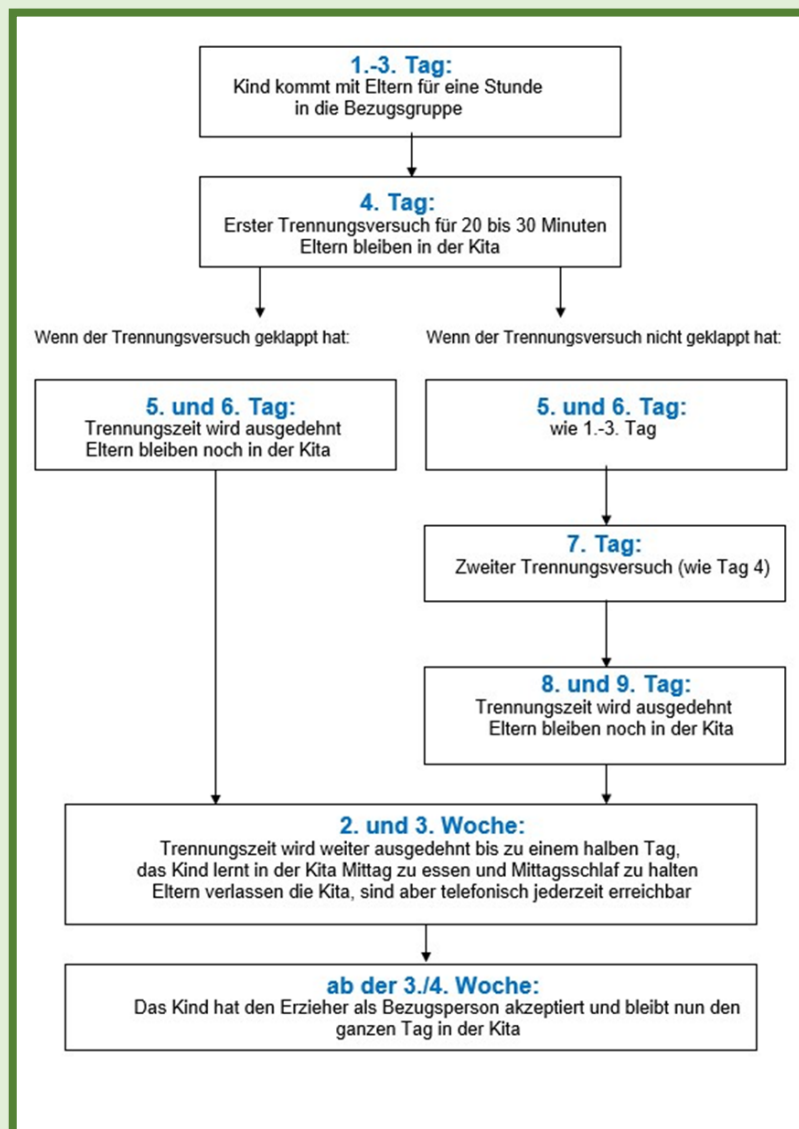 1.-3. Tag:
Kind kommt mit Eltern für eine Stunde
in die Bezugsgruppe
4. Tag:
Erster Trennungsversuch für 20 bis 30 Minuten
Eltern bleiben in der Kita
Wenn der Trennungsversuch geklappt hat:
5. und 6. Tag:
Trennungszeit wird ausgedehnt
Eltern bleiben noch in der Kita
Wenn der Trennungsversuch nicht geklappt hat:
5. und 6. Tag:
wie 1.-3. Tag
7. Tag:
Zweiter Trennungsversuch (wie Tag 4)
8. und 9. Tag:
Trennungszeit wird ausgedehnt
Eltern bleiben noch in der Kita
2. und 3. Woche:
Trennungszeit wird weiter ausgedehnt bis zu einem halben Tag,
das Kind lernt in der Kita Mittag zu essen und Mittagsschlaf zu halten
Eltern verlassen die Kita, sind aber telefonisch jederzeit erreichbar
ab der 3./4. Woche:
Das Kind hat den Erzieher als Bezugsperson akzeptiert und bleibt nun den
ganzen Tag in der Kita